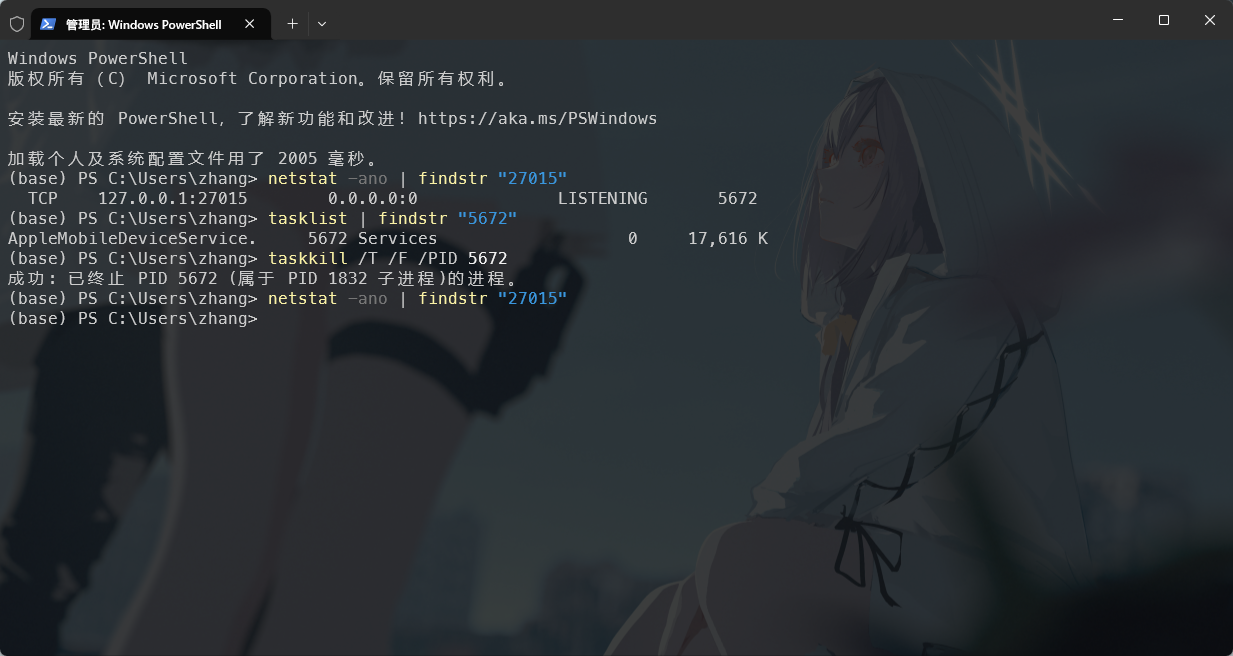 管理员: Windows PowerShell
Windows PowerShell
版权所有 (C) Microsoft Corporation。保留所有权利。
安装最新的 PowerShell，了解新功能和改进！https://aka.ms/PSWindows
加载个人及系统配置文件用了 2005 毫秒。
(base) PS C:\Users\zhang> netstat -ano | findstr "27015"
TCP 127.0.0.1:27015 0.0.0.0:0 LISTENING 5672
(base) PS C:\Users\zhang> tasklist | findstr "5672"
AppleMobileDeviceService. 5672 Services 0 17,616 K
(base) PS C:\Users\zhang> taskkill /T /F /PID 5672
成功: 已终止 PID 5672 (属于 PID 1832 子进程)的进程。
(base) PS C:\Users\zhang> netstat -ano | findstr "27015"
(base) PS C:\Users\zhang>